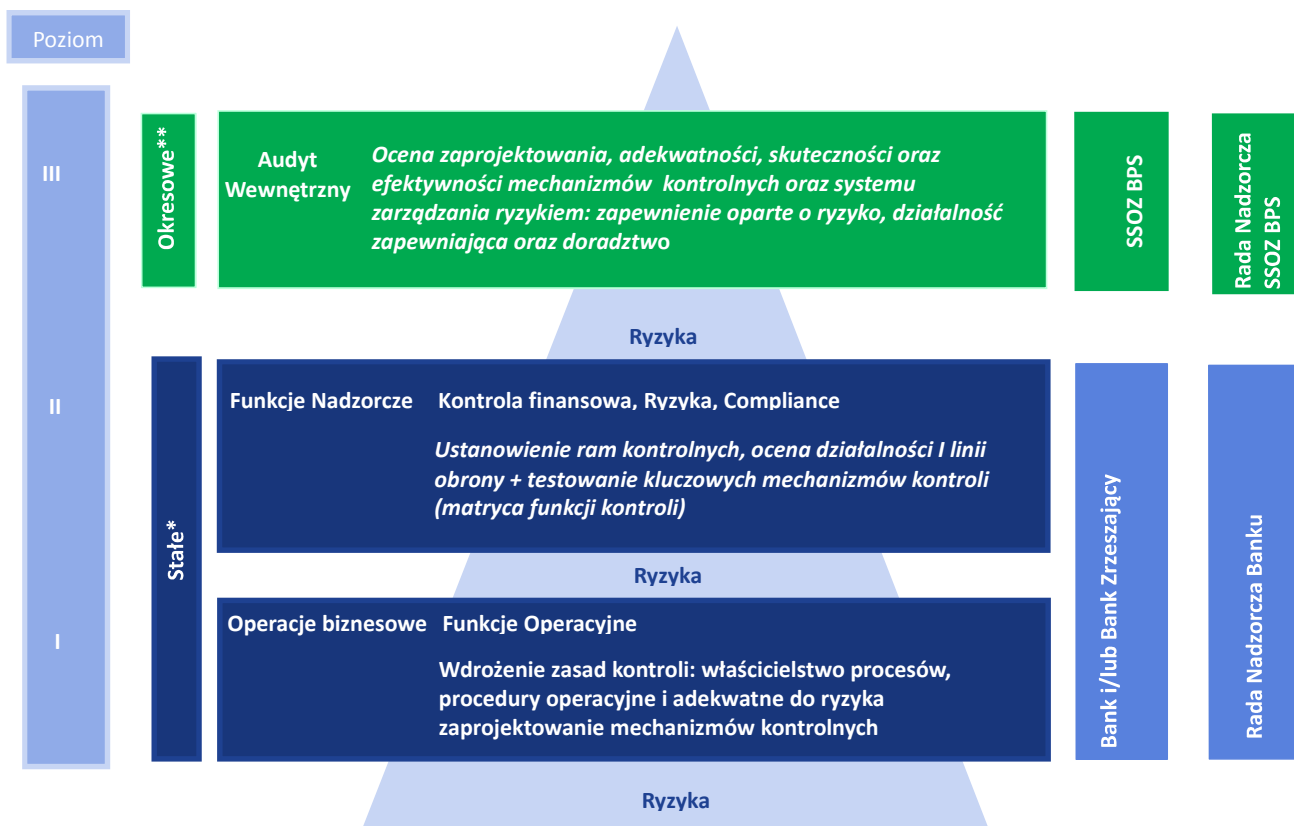 Poziom
III
Okresowe**
Audyt
Wewnętrzny
Ocena zaprojektowania, adekwatności, skuteczności oraz
efektywności mechanizmów kontrolnych oraz systemu
zarządzania ryzykiem: zapewnienie oparte o ryzyko, działalność
zapewniająca oraz doradztwo
SSOZ BPS
Rada Nadzorcza
SSOZ BPS
Ryzyka
II
Stałe*
Funkcje Nadzorcze
Kontrola finansowa, Ryzyka, Compliance
Ustanowienie ram kontrolnych, ocena działalności I linii
obrony + testowanie kluczowych mechanizmów kontroli
(matryca funkcji kontroli)
Bank i/lub Bank Zrzeszający
Rada Nadzorcza Banku
Ryzyka
I
Operacje biznesowe
Funkcje Operacyjne
Wdrożenie zasad kontroli: właścicielstwo procesów,
procedury operacyjne i adekwatne do ryzyka
zaprojektowanie mechanizmów kontrolnych
Ryzyka